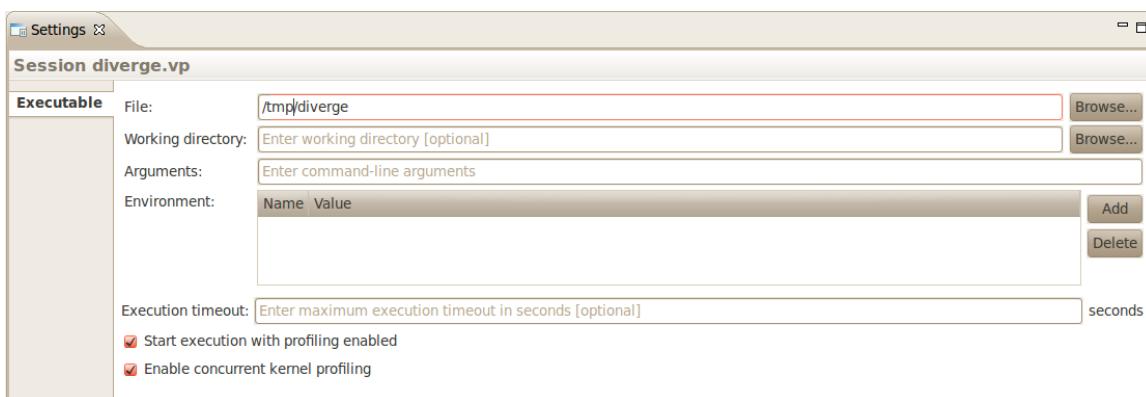 Settings
Session diverge.vp
Executable
File: /tmp/diverge Browse...
Working directory: Enter working directory [optional] Browse...
Arguments: Enter command-line arguments
Environment: Name Value Add
Delete
Execution timeout: Enter maximum execution timeout in seconds [optional] seconds
Start execution with profiling enabled
Enable concurrent kernel profiling